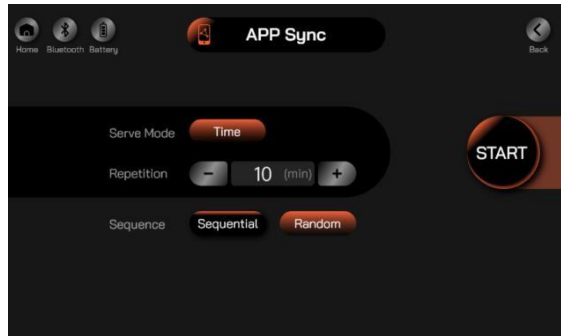 APP Sync
Home Bluetooth Battery
Back
Serve Mode Time
START
Repetition - 10 (min) +
Sequence Sequential Random